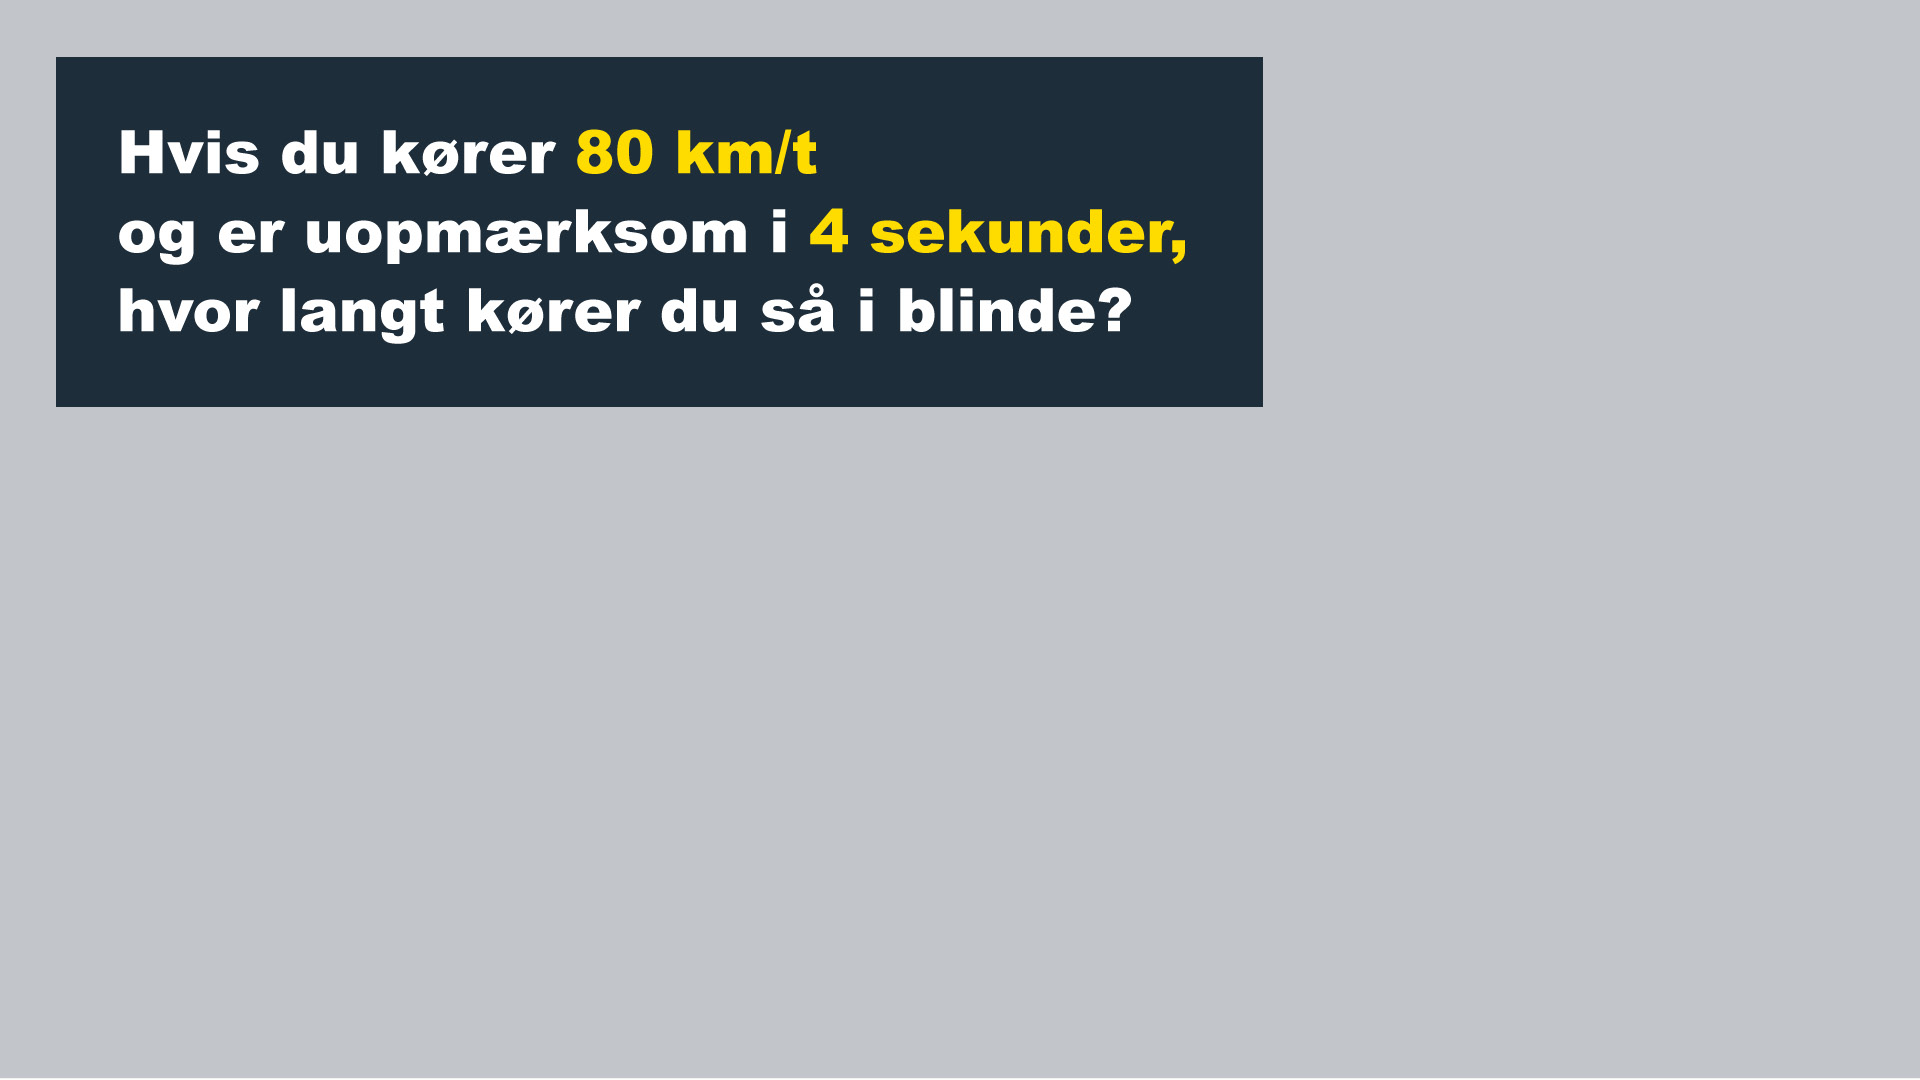 Hvis du kører 80 km/t
og er uopmærksom i 4 sekunder,
hvor langt kører du så i blinde?